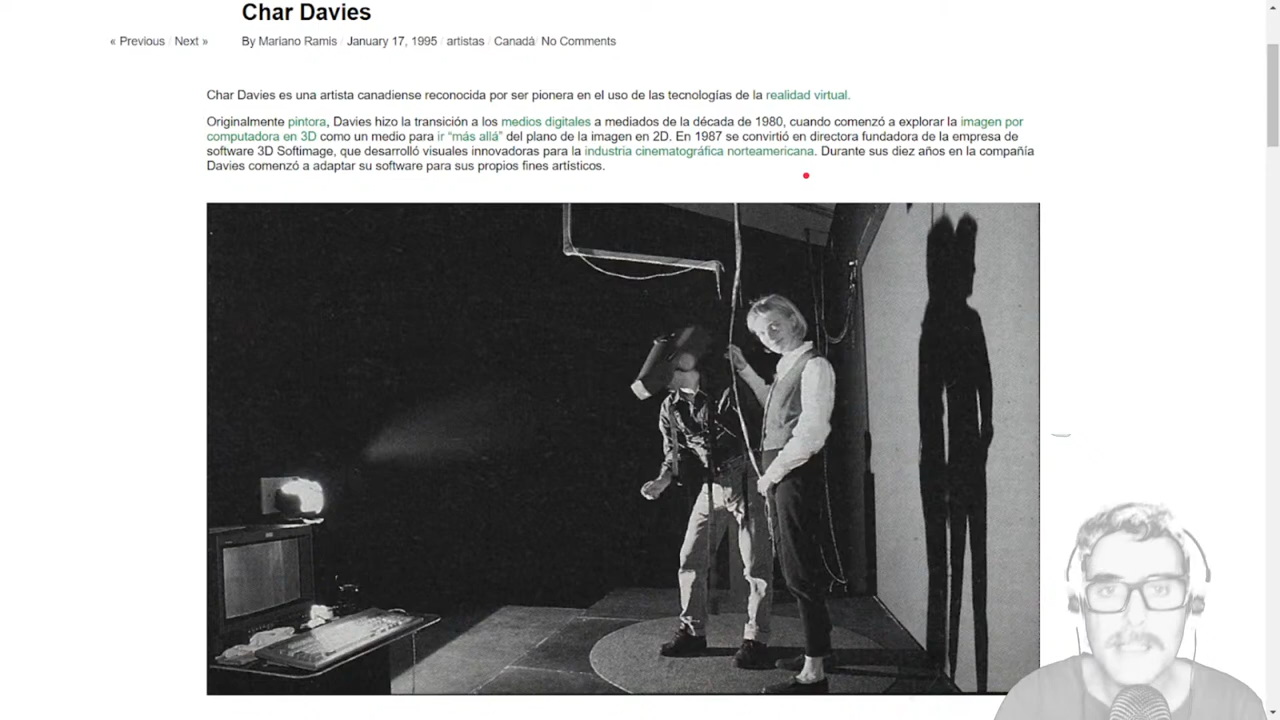 Char Davies
« Previous / Next » By Mariano Ramis / January 17, 1995 / artistas / Canadá No Comments
Char Davies es una artista canadiense reconocida por ser pionera en el uso de las tecnologías de la realidad virtual.
Originalmente pintora, Davies hizo la transición a los medios digitales a mediados de la década de 1980, cuando comenzó a explorar la imagen por
computadora en 3D como un medio para ir “más allá” del plano de la imagen en 2D. En 1987 se convirtió en directora fundadora de la empresa de
software 3D Softimage, que desarrolló visuales innovadoras para la industria cinematográfica norteamericana. Durante sus diez años en la compañía
Davies comenzó a adaptar su software para sus propios fines artísticos.